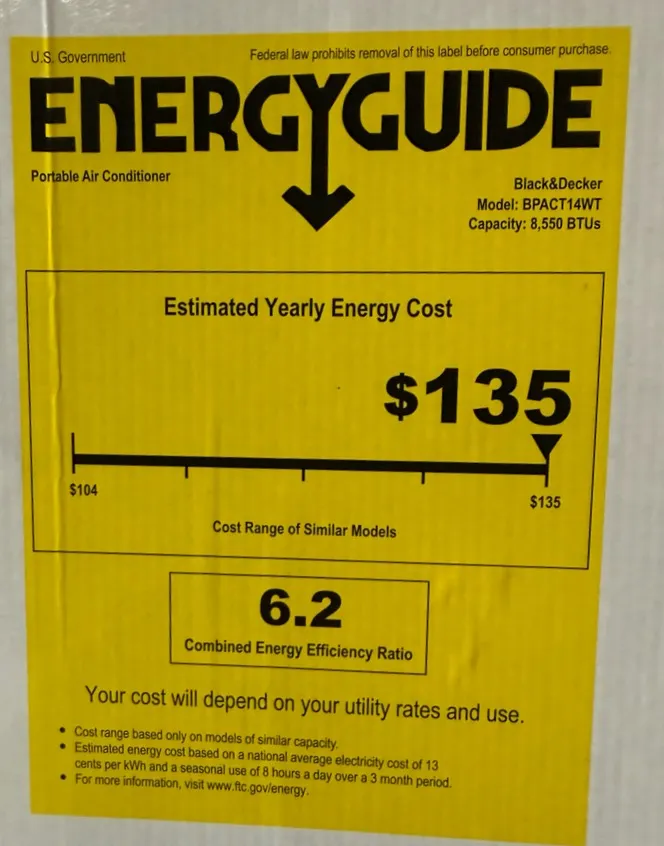 U.S. Government Federal law prohibits removal of this label before consumer purchase.
ENERGYGUIDE
Portable Air Conditioner
Black&Decker
Model: BPACT14WT
Capacity: 8,550 BTUs
Estimated Yearly Energy Cost
$135
$104
$135
Cost Range of Similar Models
6.2
Combined Energy Efficiency Ratio
Your cost will depend on your utility rates and use.
• Cost range based only on models of similar capacity.
• Estimated energy cost based on a national average electricity cost of 13
cents per kWh and a seasonal use of 8 hours a day over a 3 month period.
• For more information, visit www.ftc.gov/energy.